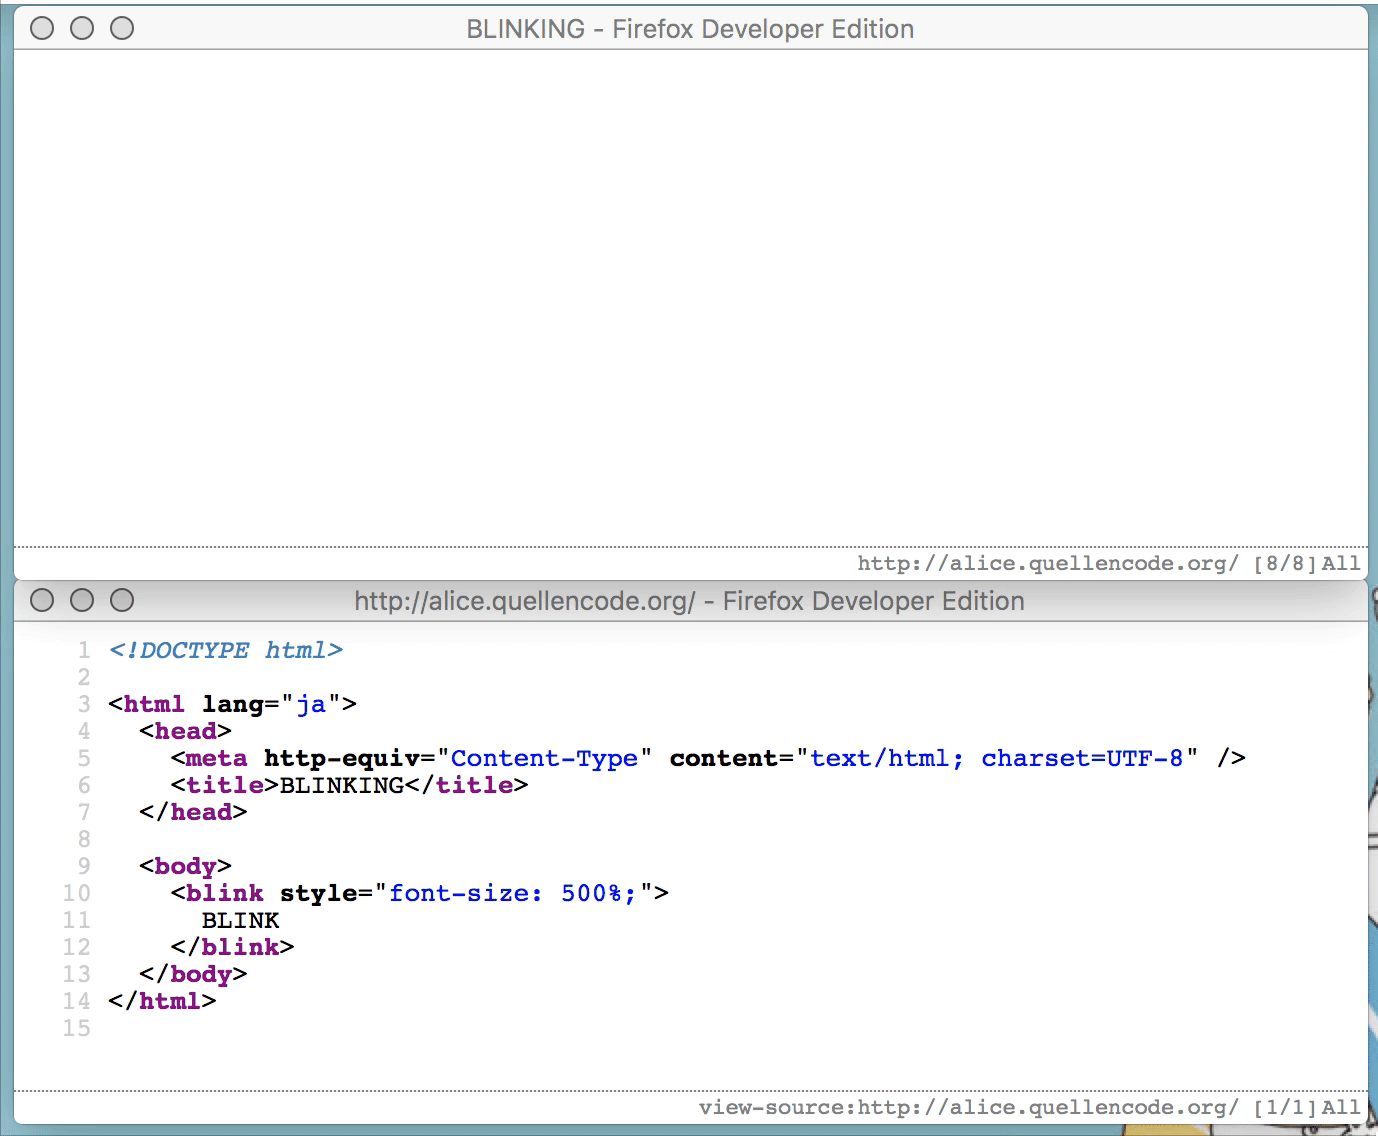 BLINKING - Firefox Developer Edition
http://alice.quellencode.org/ [8/8]All
http://alice.quellencode.org/ - Firefox Developer Edition
1 <!DOCTYPE html>
2
3 <html lang="ja">
4   <head>
5     <meta http-equiv="Content-Type" content="text/html; charset=UTF-8" />
6     <title>BLINKING</title>
7   </head>
8
9   <body>
10     <blink style="font-size: 500%;">
11       BLINK
12     </blink>
13   </body>
14 </html>
15
view-source:http://alice.quellencode.org/ [1/1]All